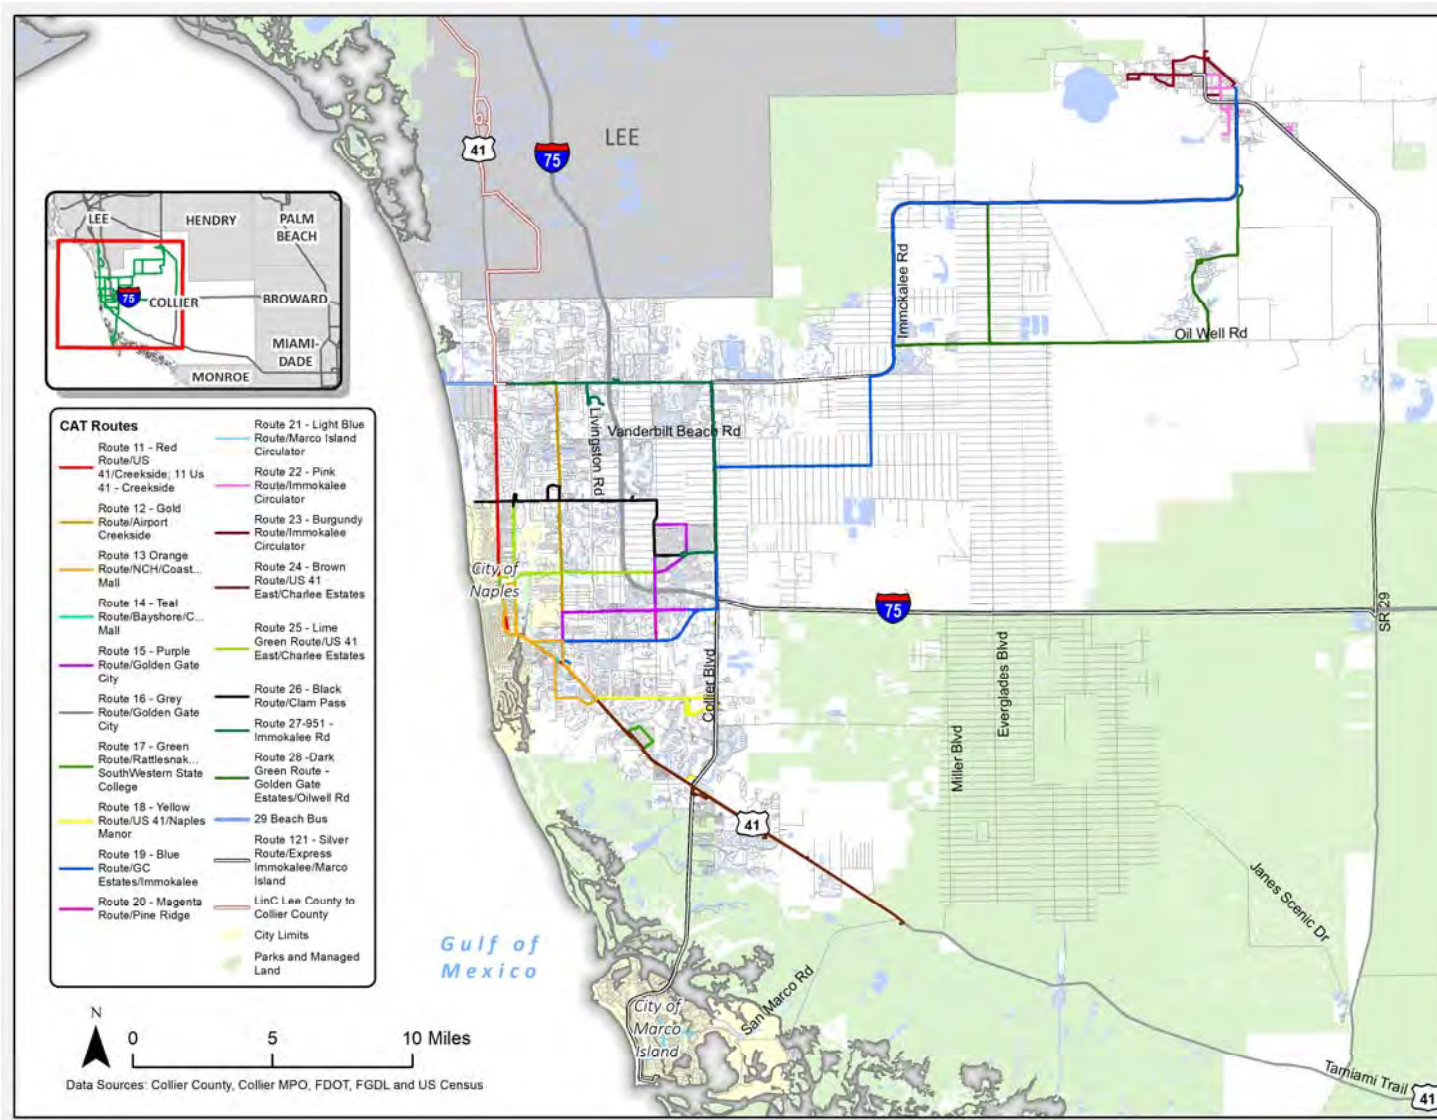 LEE
41
75
LEE
HENDRY
PALM
BEACH
75
COLLIER
BROWARD
MIAMI-
DADE
MONROE
Immokalee Rd
Oil Well Rd
Livingston Rd
Vanderbilt Beach Rd
City of
Naples
75
SR 29
Collier Blvd
Everglades Blvd
Miller Blvd
41
Janes Scenic Dr
San Marco Rd
Gulf of
Mexico
City of
Marco
Island
Tamiami Trail
41
CAT Routes
Route 11 - Red
Route/US
41/Creekside; 11 Us
41 - Creekside
Route 12 - Gold
Route/Airport
Creekside
Route 13 Orange
Route/NCH/Coast...
Mall
Route 14 - Teal
Route/Bayshore/C...
Mall
Route 15 - Purple
Route/Golden Gate
City
Route 16 - Grey
Route/Golden Gate
City
Route 17 - Green
Route/Rattlesnak...
SouthWestern State
College
Route 18 - Yellow
Route/US 41/Naples
Manor
Route 19 - Blue
Route/GC
Estates/Immokalee
Route 20 - Magenta
Route/Pine Ridge
Route 21 - Light Blue
Route/Marco Island
Circulator
Route 22 - Pink
Route/Immokalee
Circulator
Route 23 - Burgundy
Route/Immokalee
Circulator
Route 24 - Brown
Route/US 41
East/Charlee Estates
Route 25 - Lime
Green Route/US 41
East/Charlee Estates
Route 26 - Black
Route/Clam Pass
Route 27-951 -
Immokalee Rd
Route 28 -Dark
Green Route -
Golden Gate
Estates/Oilwell Rd
29 Beach Bus
Route 121 - Silver
Route/Express
Immokalee/Marco
Island
LinC Lee County to
Collier County
City Limits
Parks and Managed
Land
N
0 5 10 Miles
Data Sources: Collier County, Collier MPO, FDOT, FGDL and US Census